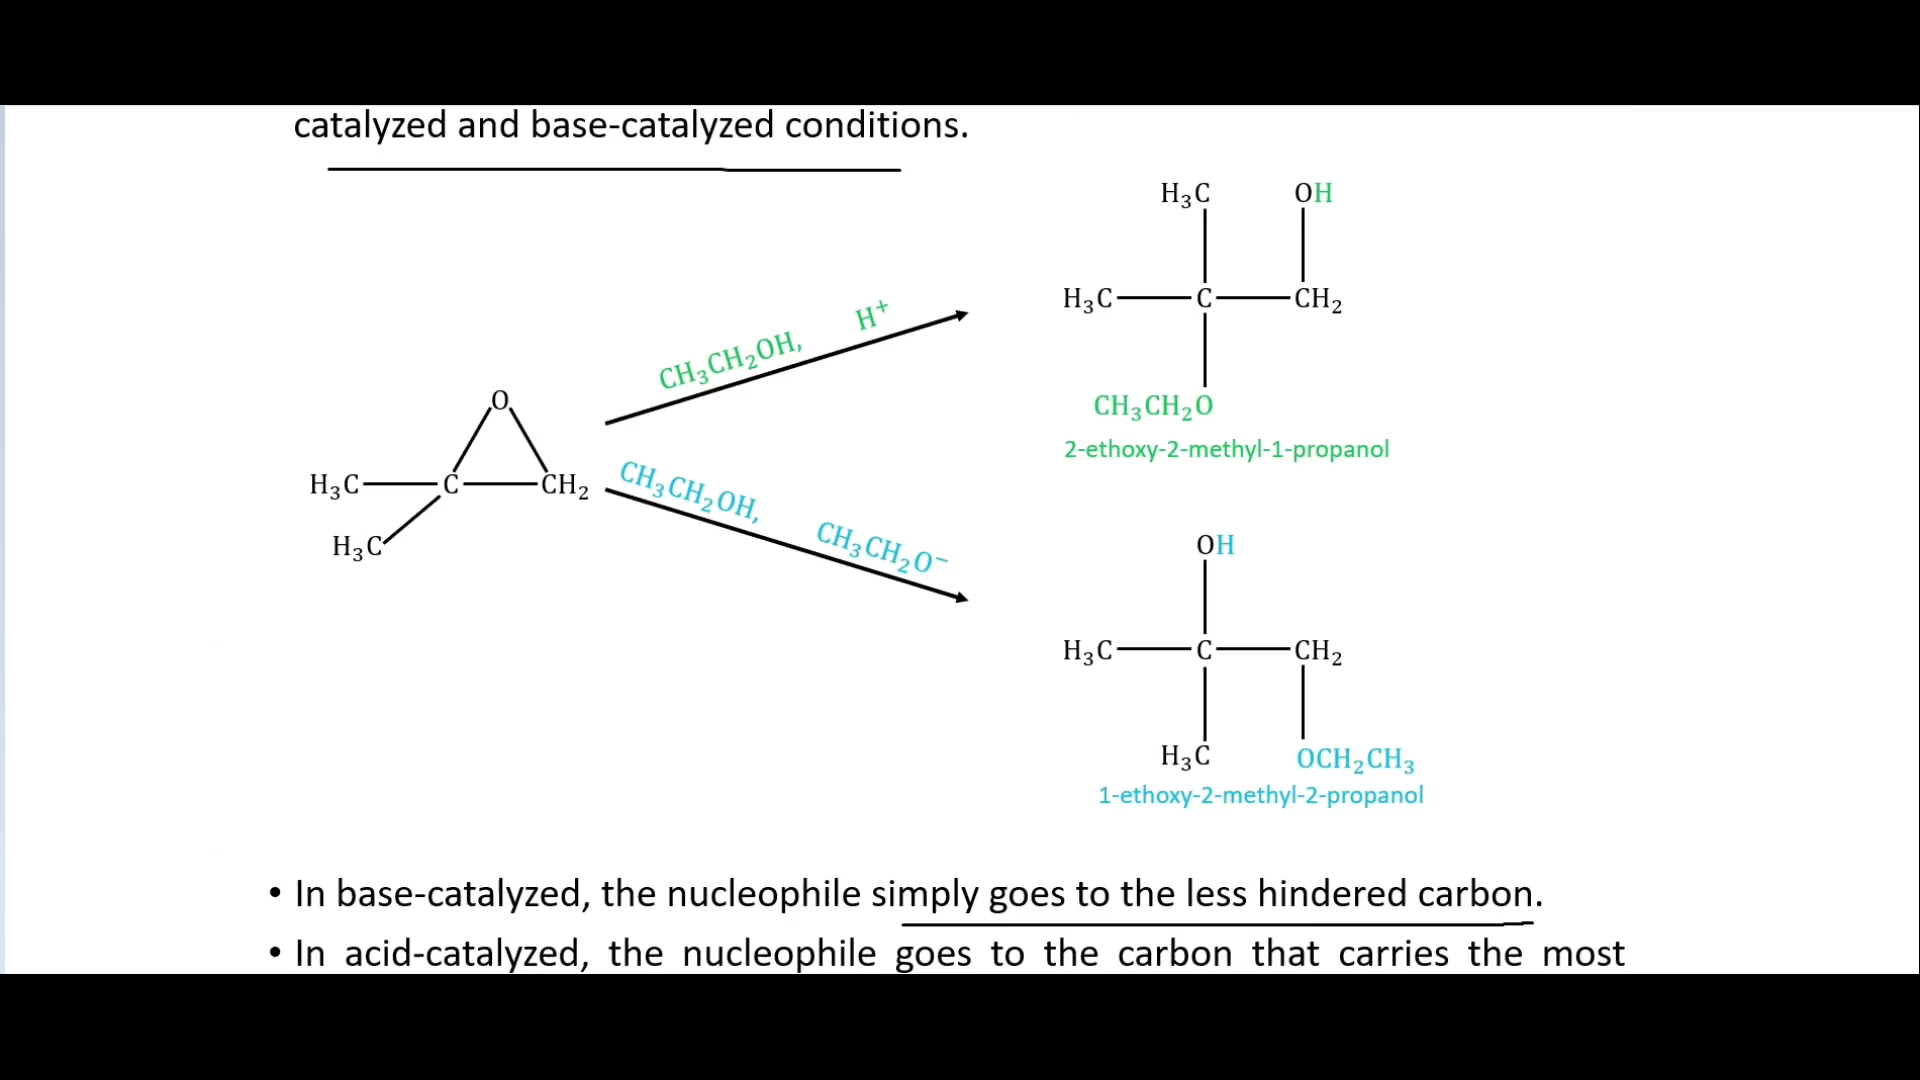 catalyzed and base-catalyzed conditions.
H₃C OH
H₃C C CH₂
CH₃CH₂O
2-ethoxy-2-methyl-1-propanol
CH₃CH₂OH, H⁺
O
H₃C C CH₂
H₃C
CH₃CH₂OH, CH₃CH₂O⁻
OH
H₃C C CH₂
H₃C OCH₂CH₃
1-ethoxy-2-methyl-2-propanol
• In base-catalyzed, the nucleophile simply goes to the less hindered carbon.
• In acid-catalyzed, the nucleophile goes to the carbon that carries the most